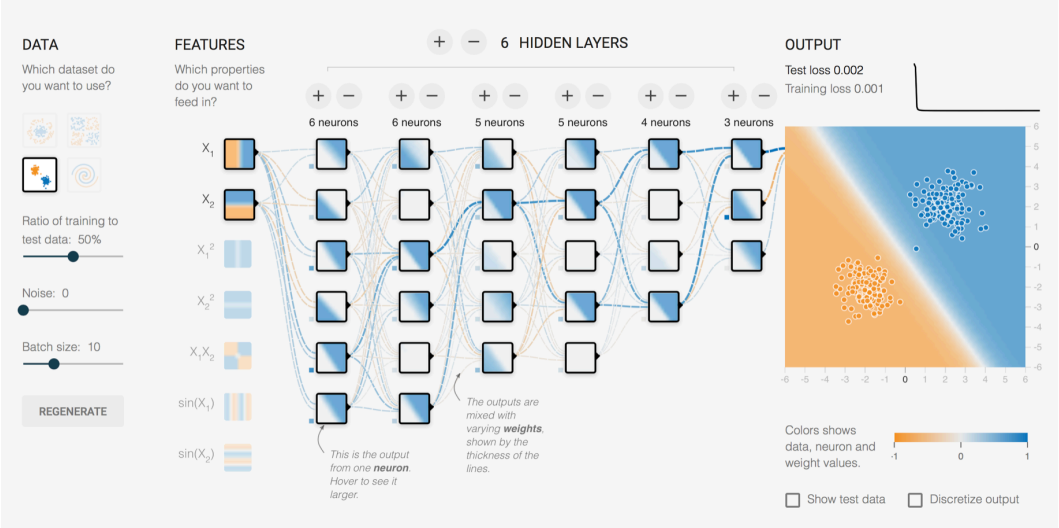 DATA
Which dataset do
you want to use?
Ratio of training to
test data: 50%
Noise: 0
Batch size: 10
REGENERATE
FEATURES
Which properties
do you want to
feed in?
X1
X2
X1²
X2²
X1X2
sin(X1)
sin(X2)
+ − 6 HIDDEN LAYERS
+ − + − + − + − + − + −
6 neurons 6 neurons 5 neurons 5 neurons 4 neurons 3 neurons
This is the output
from one neuron.
Hover to see it
larger.
The outputs are
mixed with
varying weights,
shown by the
thickness of the
lines.
OUTPUT
Test loss 0.002
Training loss 0.001
6
5
4
3
2
1
0
-1
-2
-3
-4
-5
-6
-6 -5 -4 -3 -2 -1 0 1 2 3 4 5 6
Colors shows
data, neuron and
weight values.
-1 0 1
Show test data Discretize output